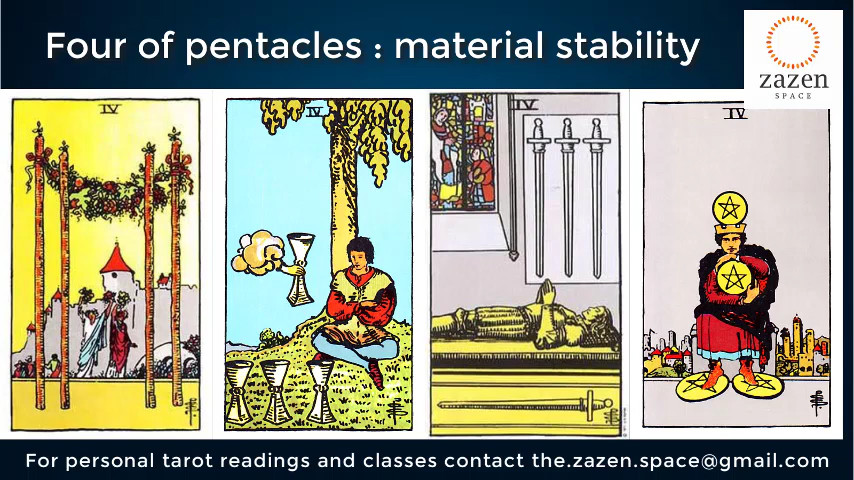 Four of pentacles : material stability
zazen
SPACE
IV
IV
IV
IV
For personal tarot readings and classes contact the.zazen.space@gmail.com